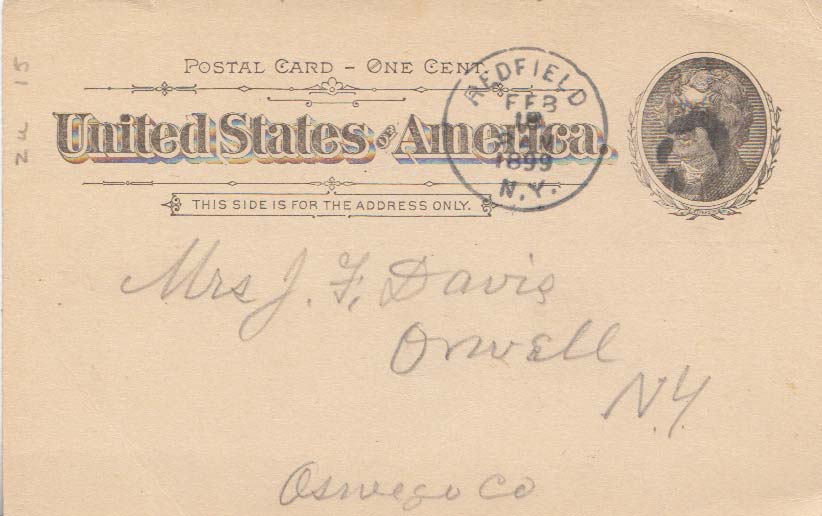 POSTAL CARD - ONE CENT.
United States OF America.
THIS SIDE IS FOR THE ADDRESS ONLY.
REDFIELD
FEB
1899
N.Y.
Mrs J. F. Davis
Orwell
N.Y.
Oswego Co